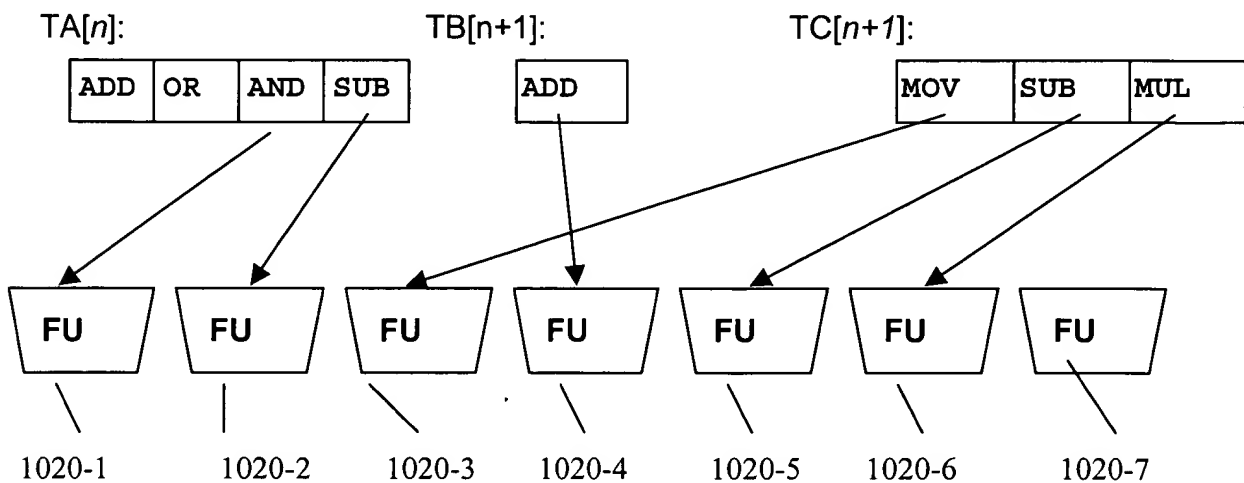 TA[n]: TB[n+1]: TC[n+1]:
ADD OR AND SUB ADD MOV SUB MUL
FU FU FU FU FU FU FU
1020-1 1020-2 1020-3 1020-4 1020-5 1020-6 1020-7